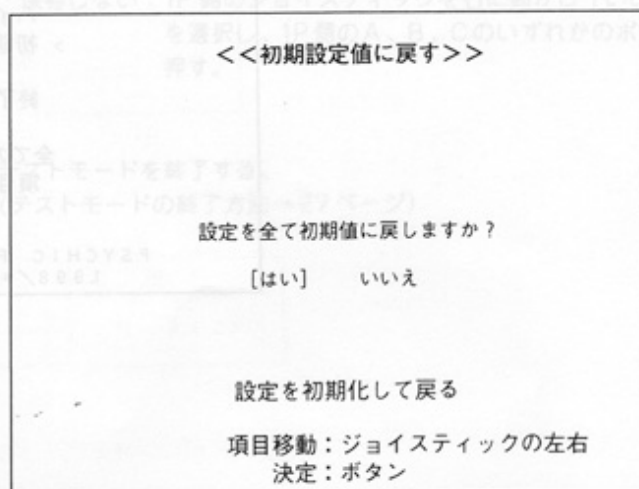 <<初期設定値に戻す>>
設定を全て初期値に戻しますか？
[はい]　いいえ
設定を初期化して戻る
項目移動：ジョイスティックの左右
決定：ボタン